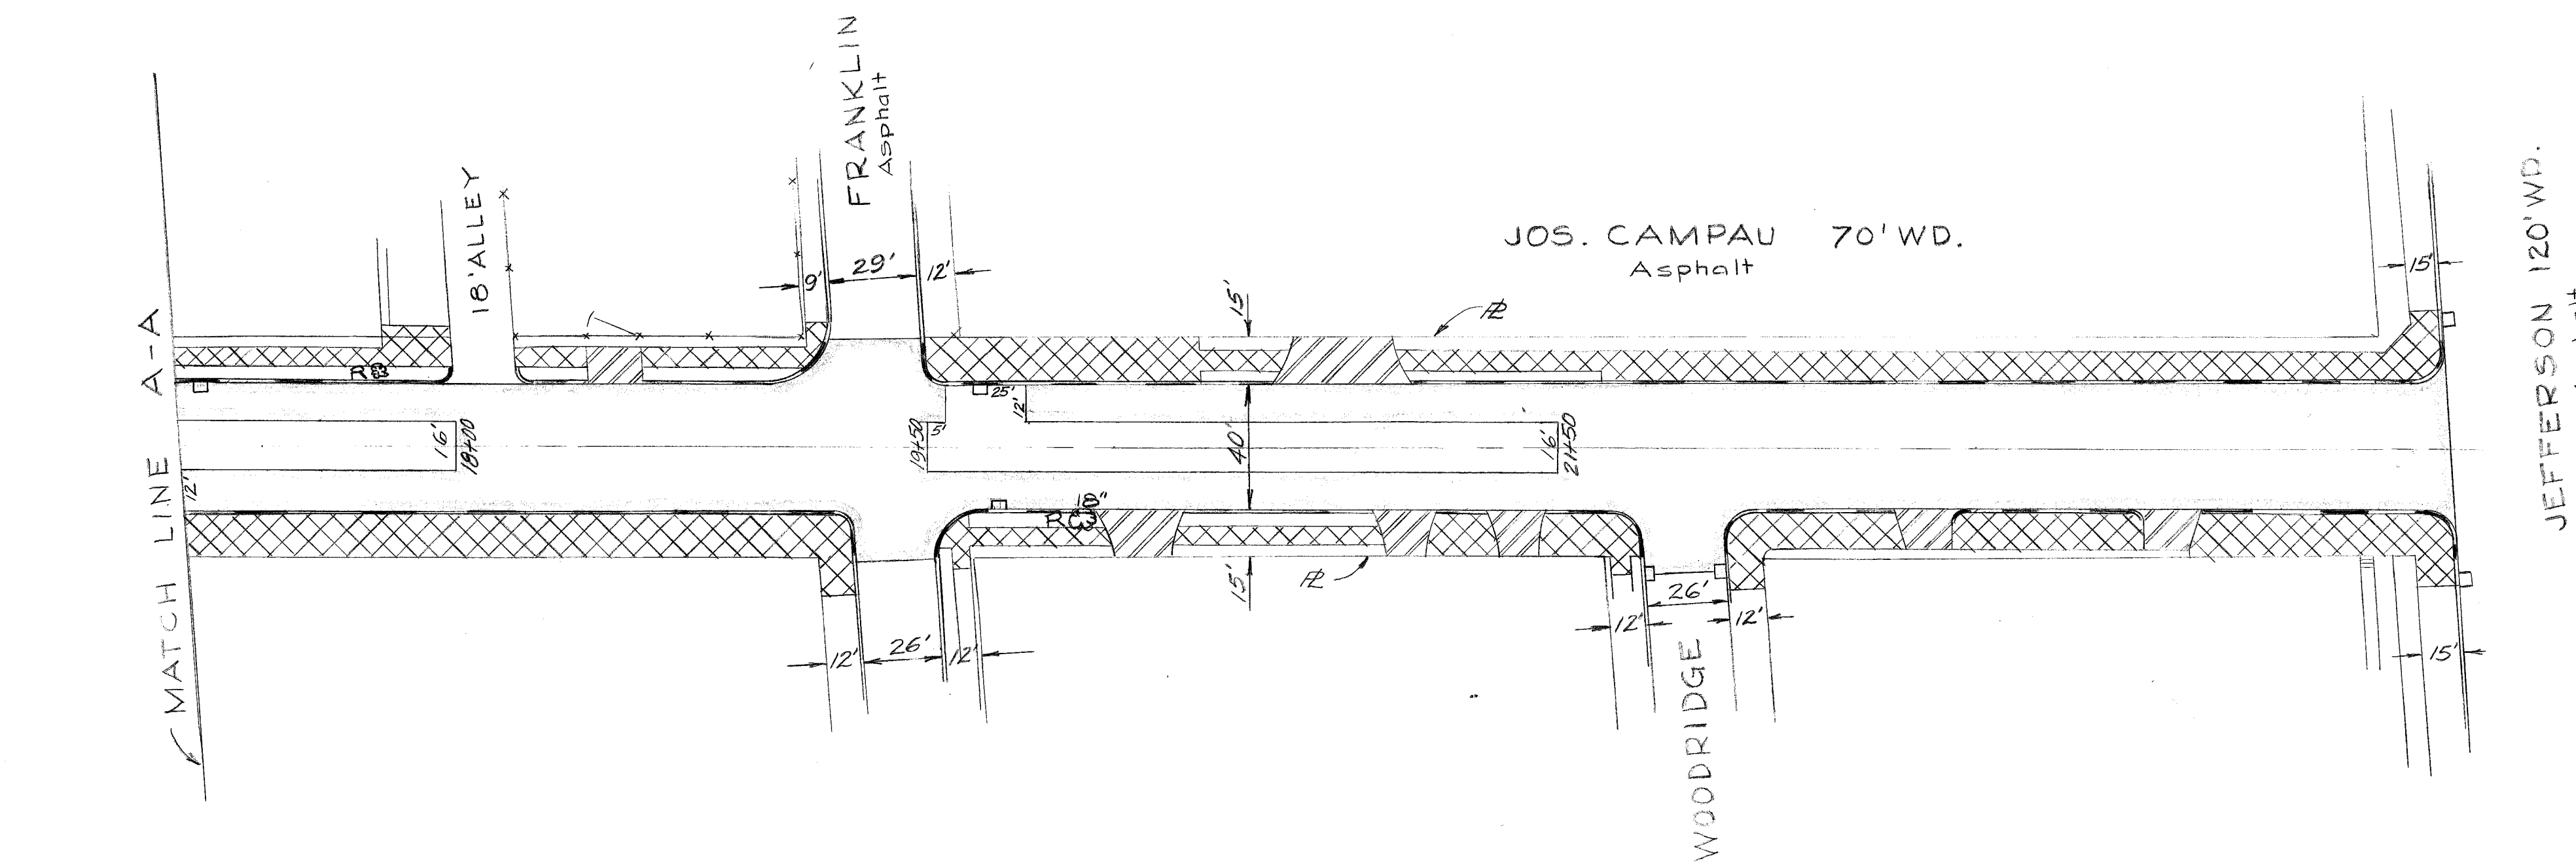 MATCH LINE A-A
18' ALLEY
FRANKLIN
Asphalt
9'
29'
12'
JOS. CAMPAU 70' WD.
Asphalt
15'
℄
15'
JEFFERSON 120' WD.
R
25'
12'
12'
16'
18+00
19+50
5'
40'
16'
21+50
18"
R
15'
12'
26'
12'
12'
26'
12'
WOODRIDGE
15'